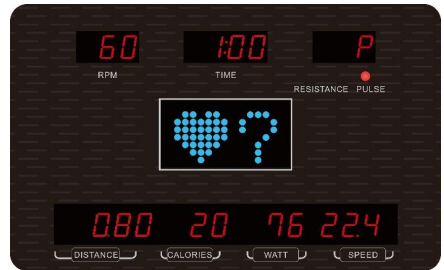 60 1:00 P
RPM TIME
RESISTANCE PULSE
?
0.80 20 76 22.4
DISTANCE CALORIES WATT SPEED